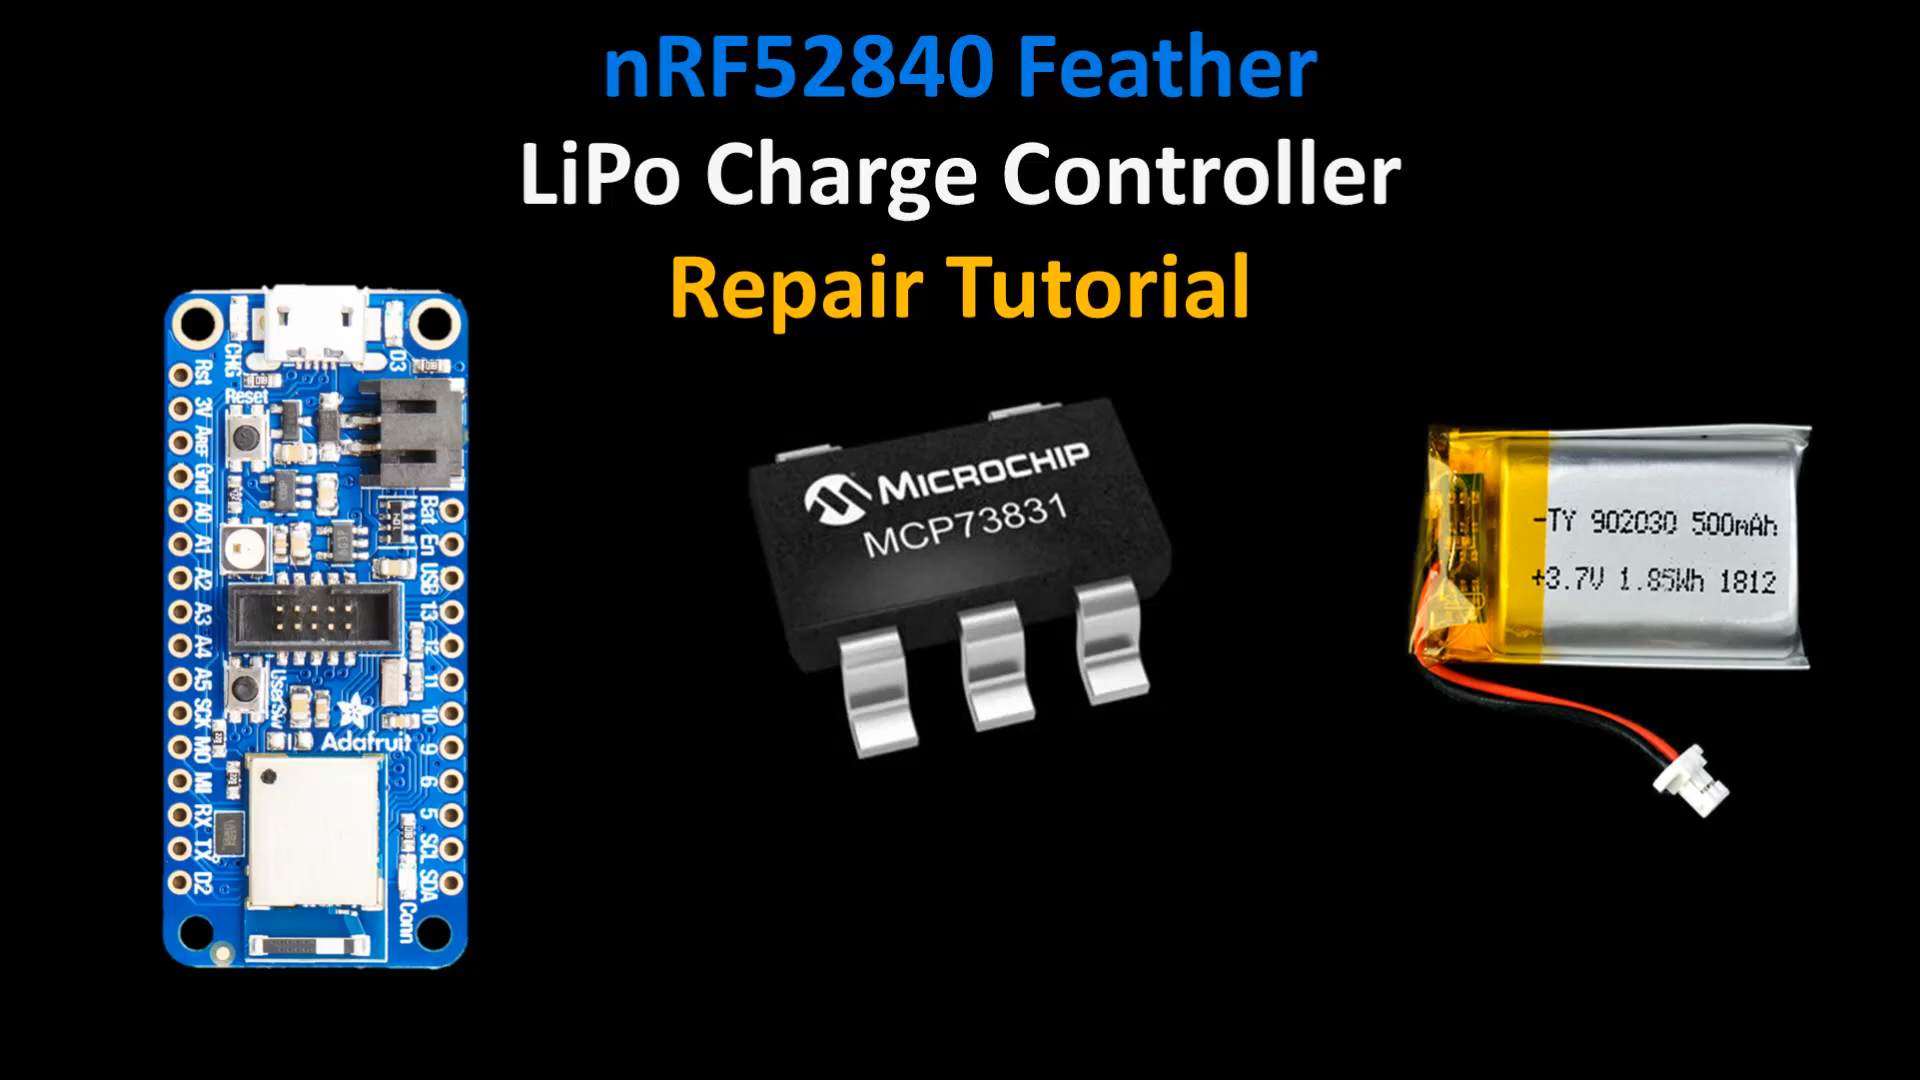 nRF52840 Feather
LiPo Charge Controller
Repair Tutorial
CHG
D3
Reset
Rst
3V
AREF
Gnd
A0
A1
A2
A3
A4
A5
SCK
MO
MI
RX
TX
D2
Bat
En
USB
13
12
11
10
9
6
5
SCL
SDA
UserSw
Adafruit
Conn
MICROCHIP
MCP73831
-TY 902030 500mAh
+3.7V 1.85Wh 1812